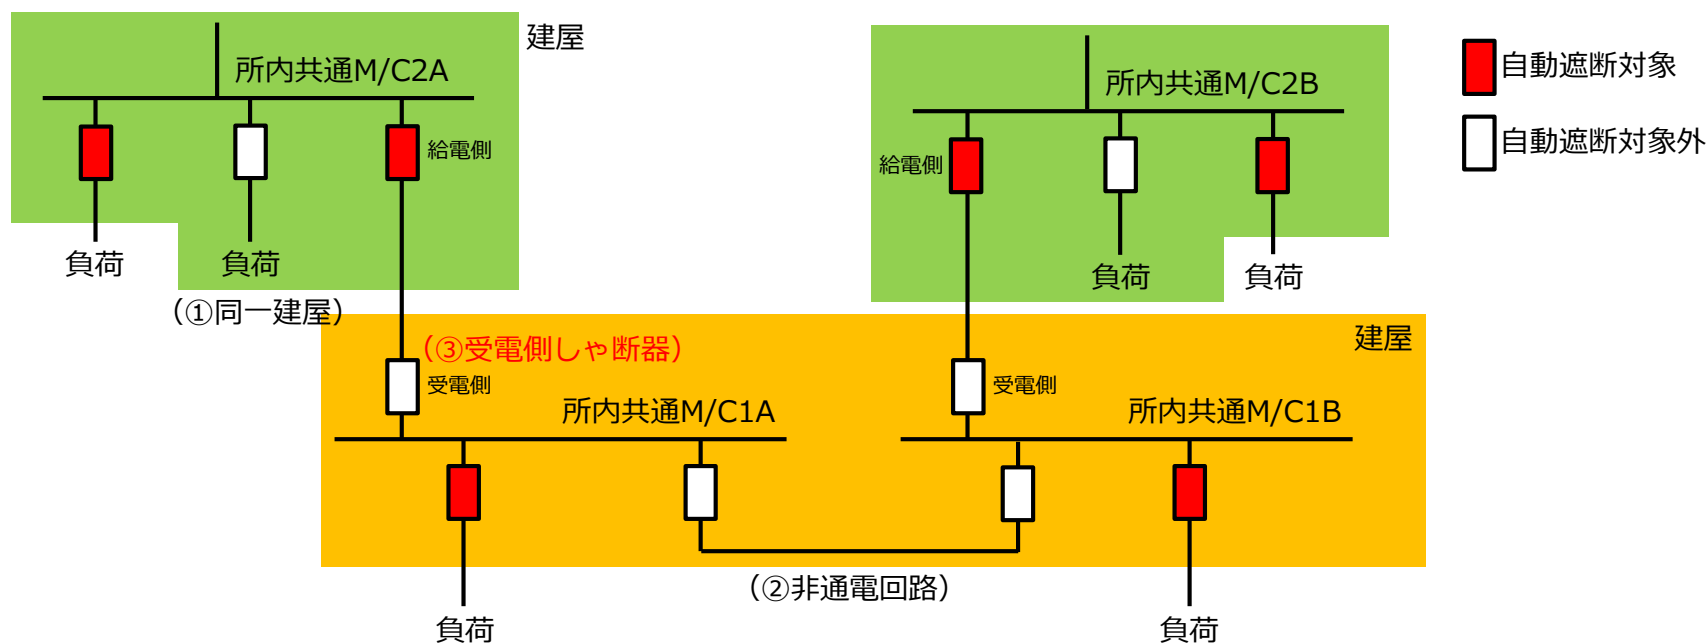 建屋
所内共通M/C2A
給電側
負荷
負荷
(①同一建屋)
所内共通M/C2B
給電側
負荷
負荷
自動遮断対象
自動遮断対象外
建屋
(③受電側しゃ断器)
受電側
所内共通M/C1A
受電側
所内共通M/C1B
(②非通電回路)
負荷
負荷